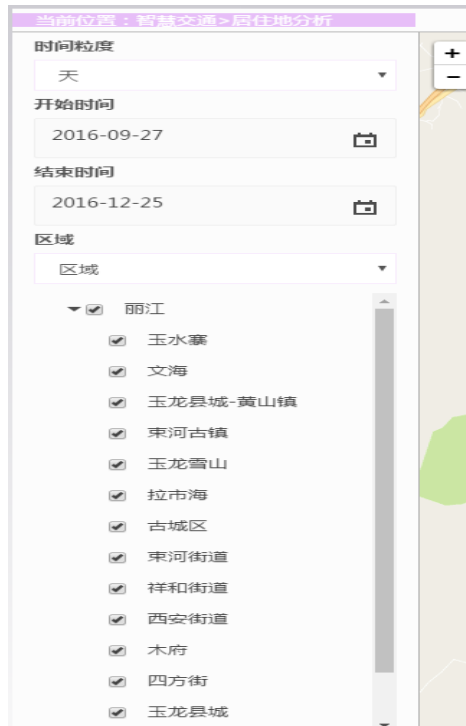 当前位置：智慧交通>居住地分析
时间粒度
天
开始时间
2016-09-27
结束时间
2016-12-25
区域
区域
丽江
玉水寨
文海
玉龙县城-黄山镇
束河古镇
玉龙雪山
拉市海
古城区
束河街道
祥和街道
西安街道
木府
四方街
玉龙县城
+
−